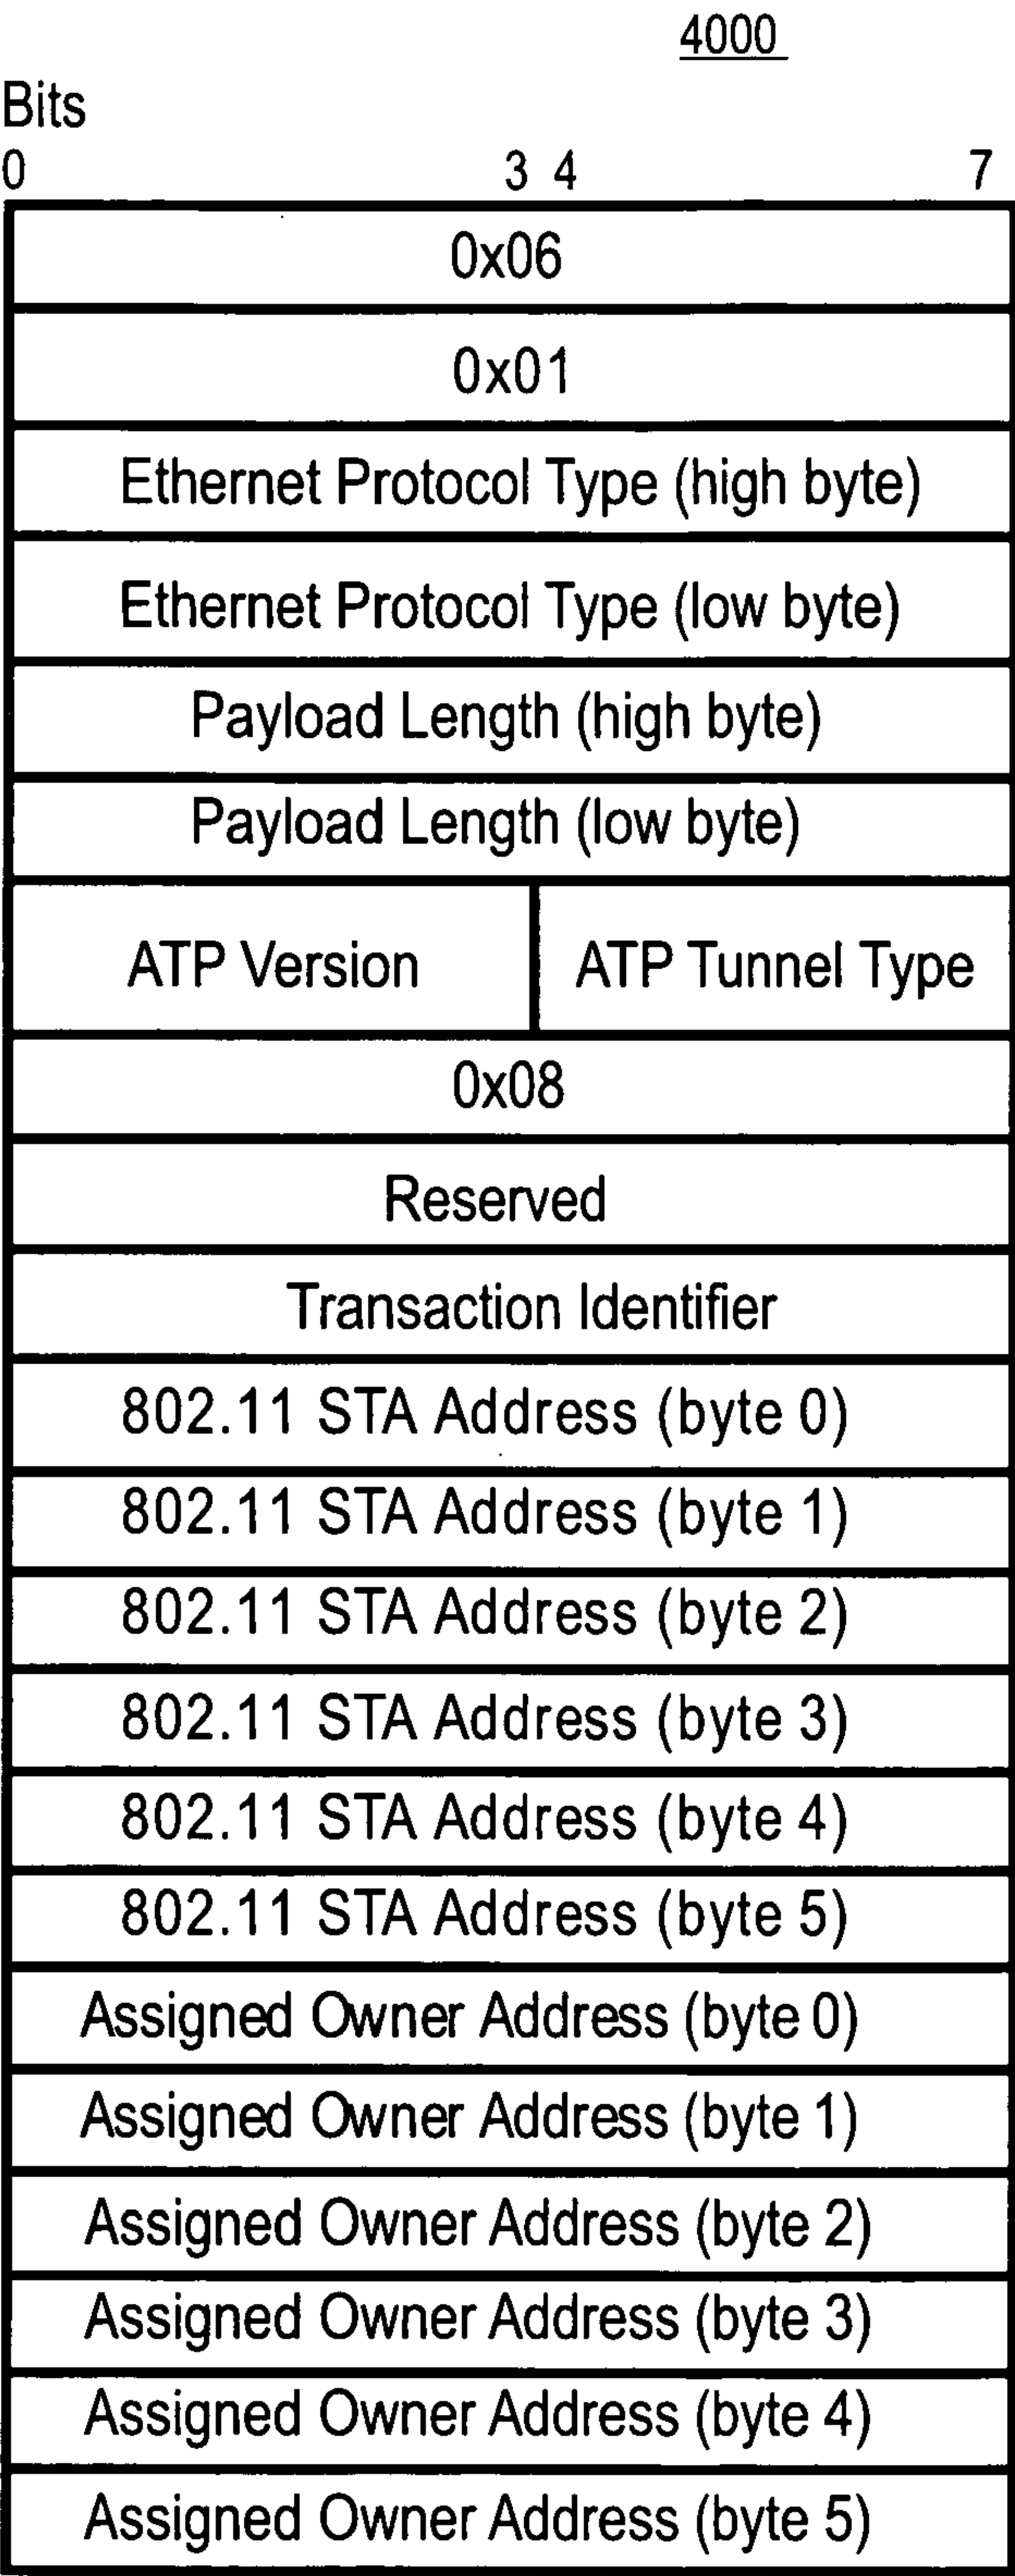 4000
Bits
0 3 4 7
0x06
0x01
Ethernet Protocol Type (high byte)
Ethernet Protocol Type (low byte)
Payload Length (high byte)
Payload Length (low byte)
ATP Version ATP Tunnel Type
0x08
Reserved
Transaction Identifier
802.11 STA Address (byte 0)
802.11 STA Address (byte 1)
802.11 STA Address (byte 2)
802.11 STA Address (byte 3)
802.11 STA Address (byte 4)
802.11 STA Address (byte 5)
Assigned Owner Address (byte 0)
Assigned Owner Address (byte 1)
Assigned Owner Address (byte 2)
Assigned Owner Address (byte 3)
Assigned Owner Address (byte 4)
Assigned Owner Address (byte 5)